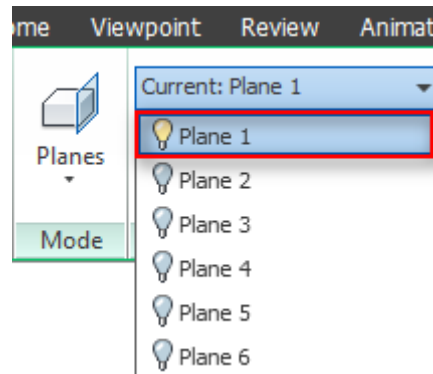 ome Viewpoint Review Animat
Current: Plane 1
Planes
Mode
Plane 1
Plane 2
Plane 3
Plane 4
Plane 5
Plane 6